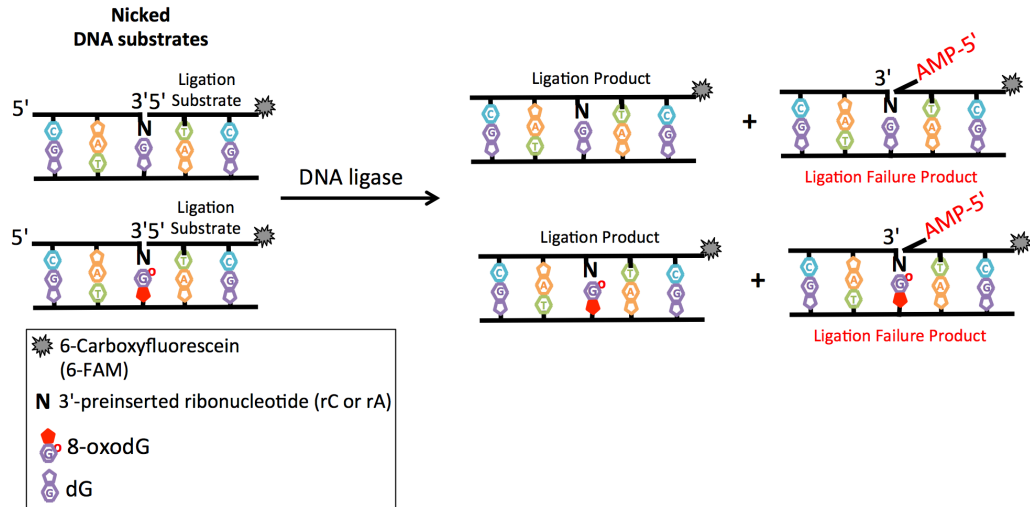 Nicked
DNA substrates
Ligation
Substrate
5'
3'5'
N
C
G
A
T
G
T
A
C
G
Ligation
Substrate
5'
3'5'
N
C
G
A
T
G
o
T
A
C
G
DNA ligase
Ligation Product
N
C
G
A
T
G
T
A
C
G
+
AMP-5'
3'
N
C
G
A
T
G
T
A
C
G
Ligation Failure Product
Ligation Product
N
C
G
A
T
G
o
T
A
C
G
+
AMP-5'
3'
N
C
G
A
T
G
o
T
A
C
G
Ligation Failure Product
6-Carboxyfluorescein
(6-FAM)
N 3'-preinserted ribonucleotide (rC or rA)
G o 8-oxodG
G dG